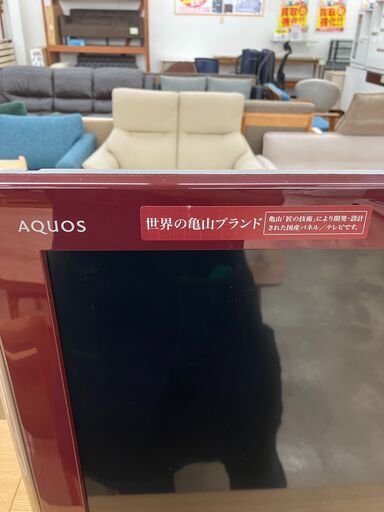 AQUOS
世界の亀山ブランド
亀山「匠の技術」により開発・設計
された国産パネル／テレビです。